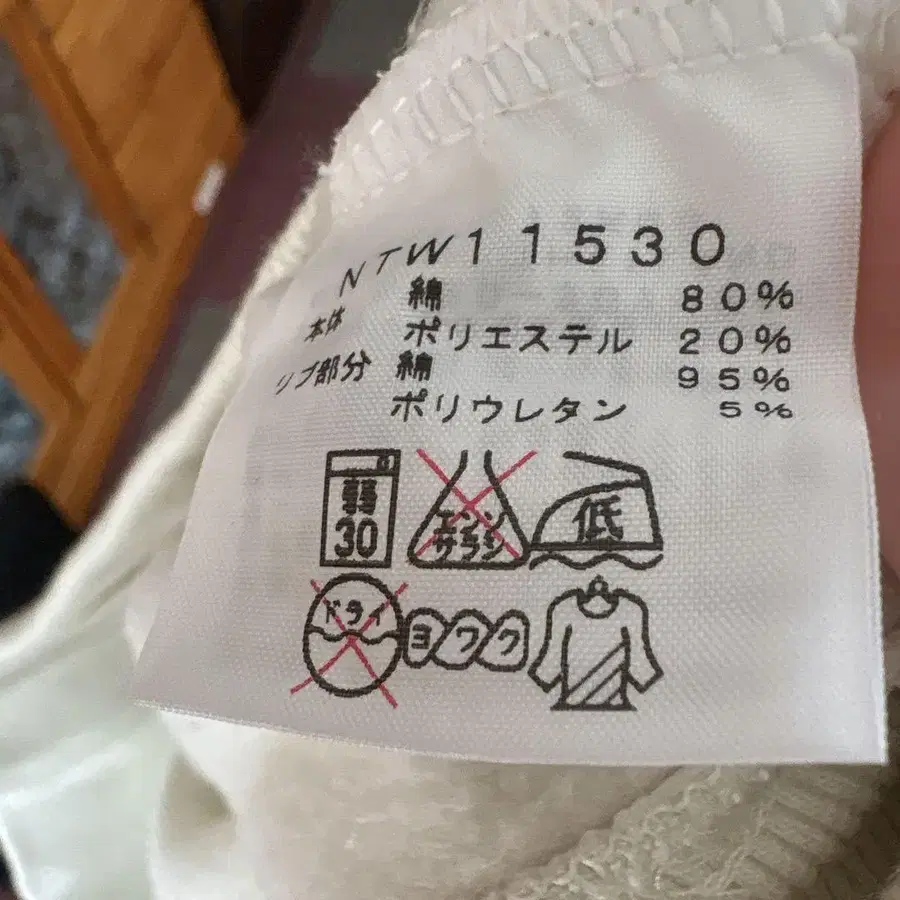 NTW11530
本体 綿 80%
ポリエステル 20%
リブ部分 綿 95%
ポリウレタン 5%
弱
30
エンソ
サラシ
低
ドライ
ヨワク